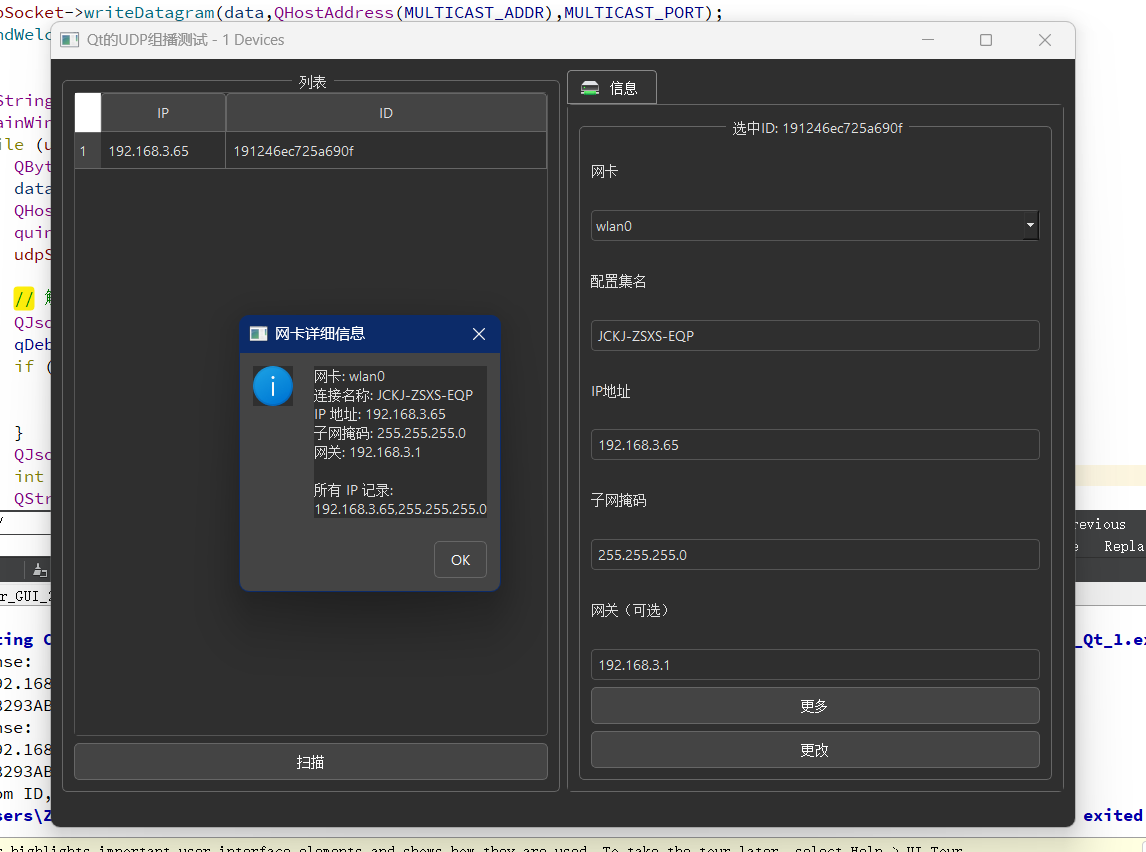 oSocket->writeDatagram(data,QHostAddress(MULTICAST_ADDR),MULTICAST_PORT);
ndWelc
Qt的UDP组播测试 - 1 Devices
列表
IP ID
1 192.168.3.65 191246ec725a690f
扫描
信息
选中ID: 191246ec725a690f
网卡
wlan0
配置集名
JCKJ-ZSXS-EQP
IP地址
192.168.3.65
子网掩码
255.255.255.0
网关（可选）
192.168.3.1
更多
更改
网卡详细信息
网卡: wlan0
连接名称: JCKJ-ZSXS-EQP
IP 地址: 192.168.3.65
子网掩码: 255.255.255.0
网关: 192.168.3.1
所有 IP 记录:
192.168.3.65,255.255.255.0
OK
String
ainWin
ile (u
QByt
data
QHos
quin
udpS
//
QJso
qDeb
if (
}
QJso
int
QStr
revious
Repla
r_GUI_2
ting C
_Qt_1.ex
nse:
92.168
8293AB
nse:
92.168
8293AB
om ID,
sers\Z
exited
highlights important user interface elements and shows how they are used. To take the tour later, select Help > UI Tour.